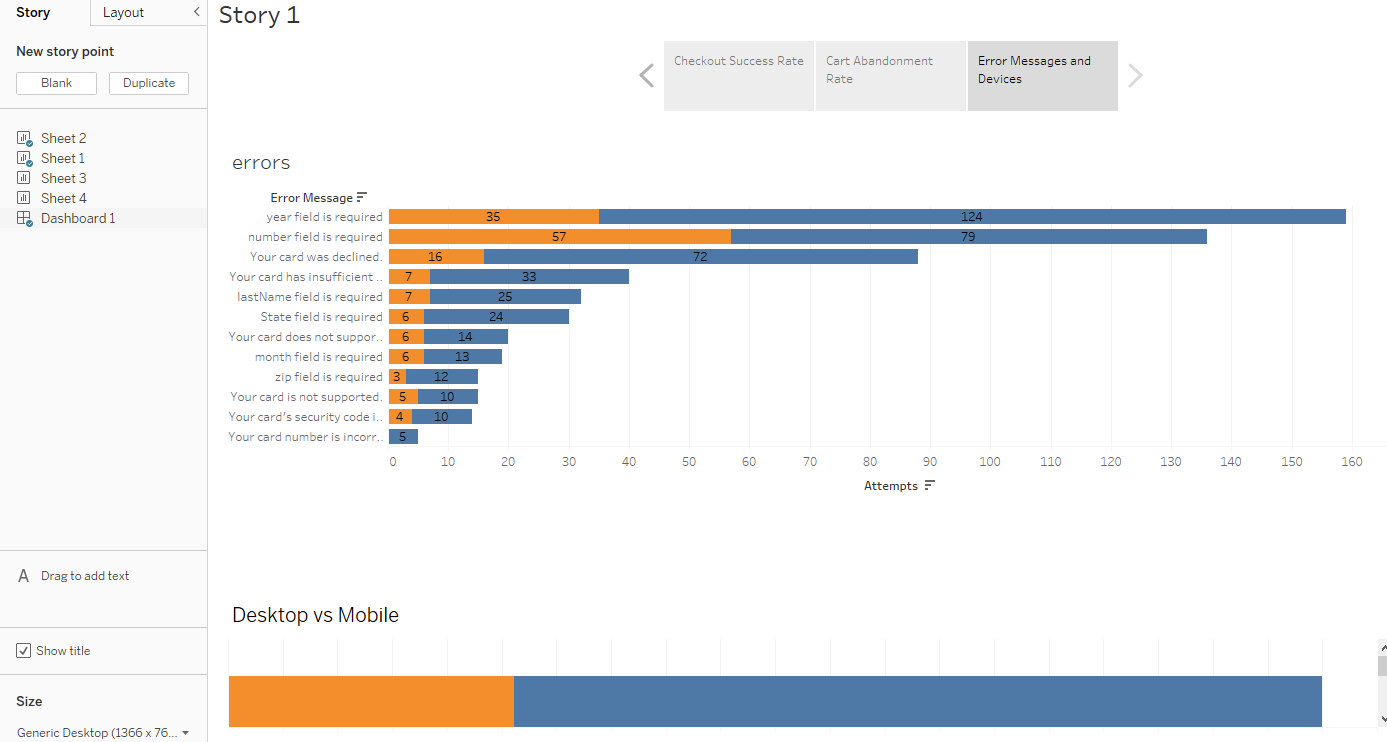 Story
Layout
New story point
Blank
Duplicate
Sheet 2
Sheet 1
Sheet 3
Sheet 4
Dashboard 1
Drag to add text
Show title
Size
Generic Desktop (1366 x 76...
Story 1
Checkout Success Rate
Cart Abandonment
Rate
Error Messages and
Devices
errors
Error Message
year field is required 35 124
number field is required 57 79
Your card was declined. 16 72
Your card has insufficient .. 7 33
lastName field is required 7 25
State field is required 6 24
Your card does not suppor.. 6 14
month field is required 6 13
zip field is required 3 12
Your card is not supported. 5 10
Your card's security code i.. 4 10
Your card number is incorr.. 5
0 10 20 30 40 50 60 70 80 90 100 110 120 130 140 150 160
Attempts
Desktop vs Mobile